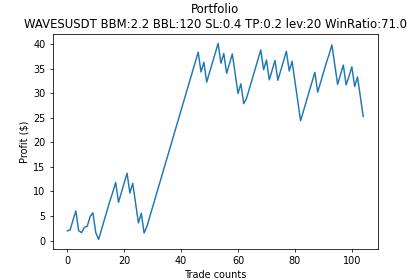 Portfolio
WAVESUSDT BBM:2.2 BBL:120 SL:0.4 TP:0.2 lev:20 WinRatio:71.0
40
35
30
25
20
15
10
5
0
Profit ($)
0 20 40 60 80 100
Trade counts